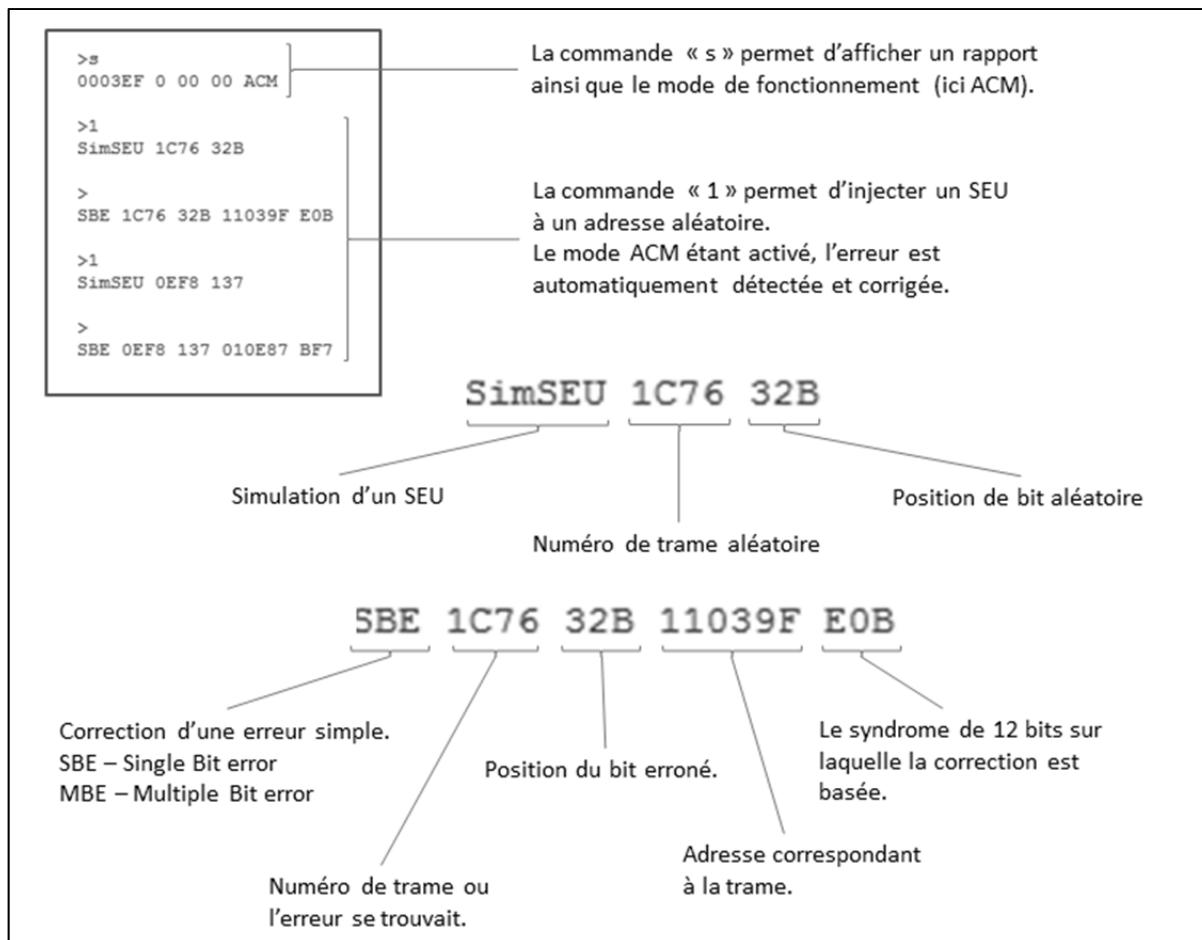 >s
0003EF 0 00 00 ACM
>1
SimSEU 1C76 32B
>
SBE 1C76 32B 11039F E0B
>1
SimSEU 0EF8 137
>
SBE 0EF8 137 010E87 BF7
La commande « s » permet d'afficher un rapport
ainsi que le mode de fonctionnement (ici ACM).
La commande « 1 » permet d'injecter un SEU
à un adresse aléatoire.
Le mode ACM étant activé, l'erreur est
automatiquement détectée et corrigée.
SimSEU 1C76 32B
Simulation d'un SEU
Numéro de trame aléatoire
Position de bit aléatoire
SBE 1C76 32B 11039F E0B
Correction d'une erreur simple.
SBE – Single Bit error
MBE – Multiple Bit error
Numéro de trame ou
l'erreur se trouvait.
Position du bit erroné.
Adresse correspondant
à la trame.
Le syndrome de 12 bits sur
laquelle la correction est
basée.